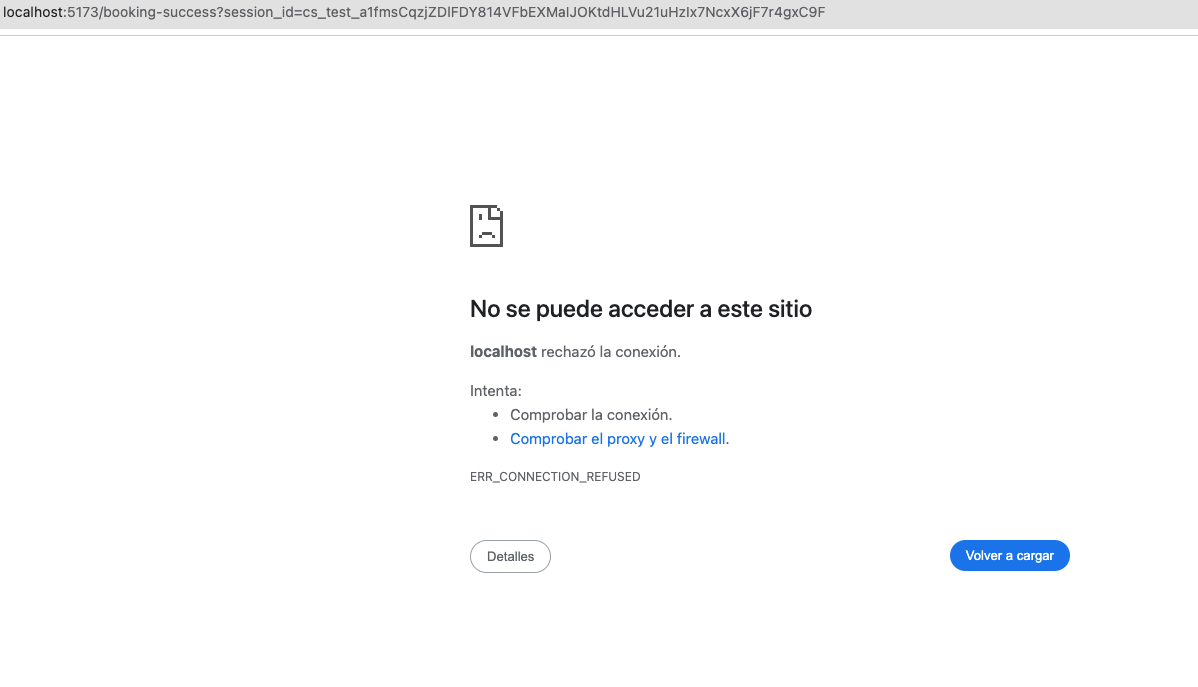 localhost:5173/booking-success?session_id=cs_test_a1fmsCqzjZDIFDY814VFbEXMalJOKtdHLVu21uHzIx7NcxX6jF7r4gxC9F
No se puede acceder a este sitio
localhost rechazó la conexión.
Intenta:
• Comprobar la conexión.
• Comprobar el proxy y el firewall.
ERR_CONNECTION_REFUSED
Detalles
Volver a cargar